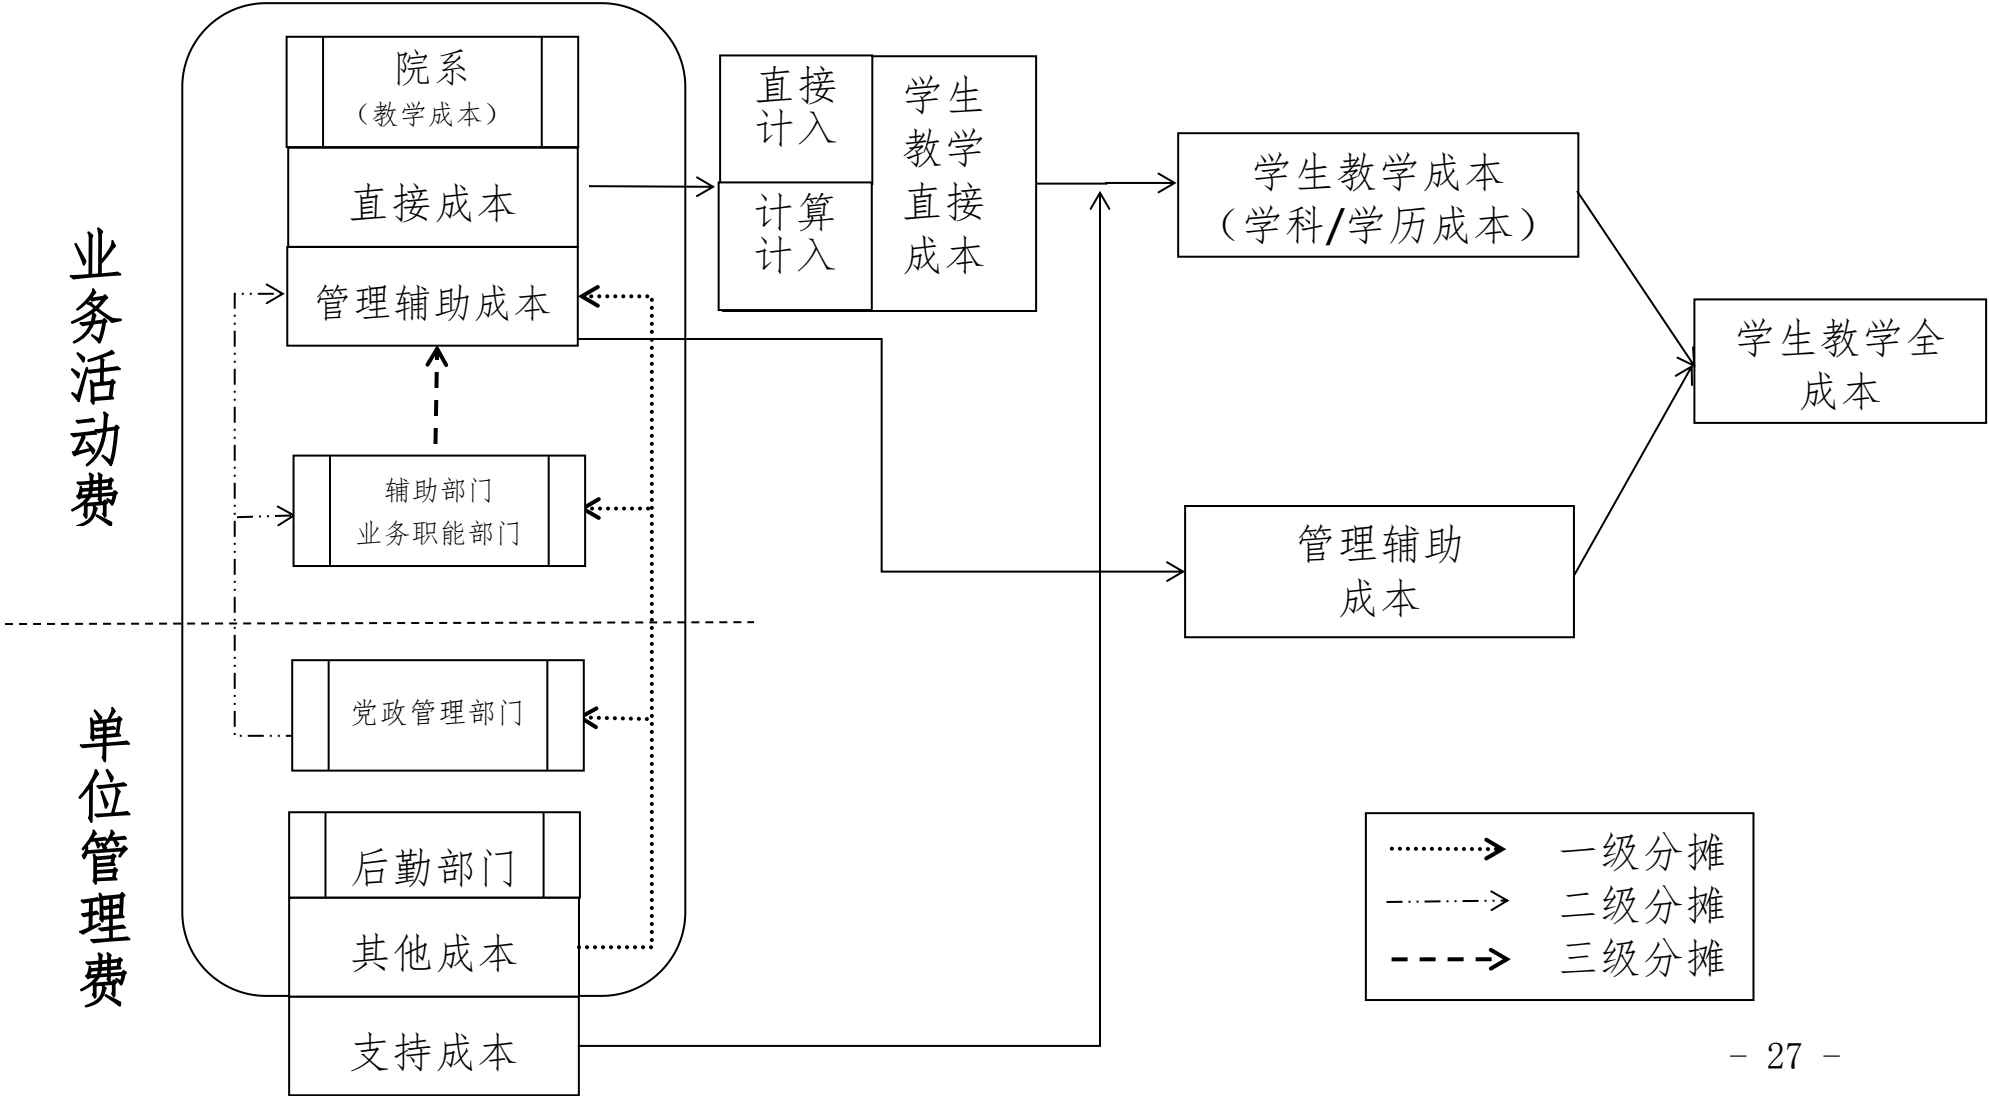 业务活动费
单位管理费
院系
（教学成本）
直接成本
管理辅助成本
辅助部门
业务职能部门
党政管理部门
后勤部门
其他成本
支持成本
直接
计入
计算
计入
学生
教学
直接
成本
学生教学成本
（学科/学历成本）
管理辅助
成本
学生教学全
成本
一级分摊
二级分摊
三级分摊
- 27 -